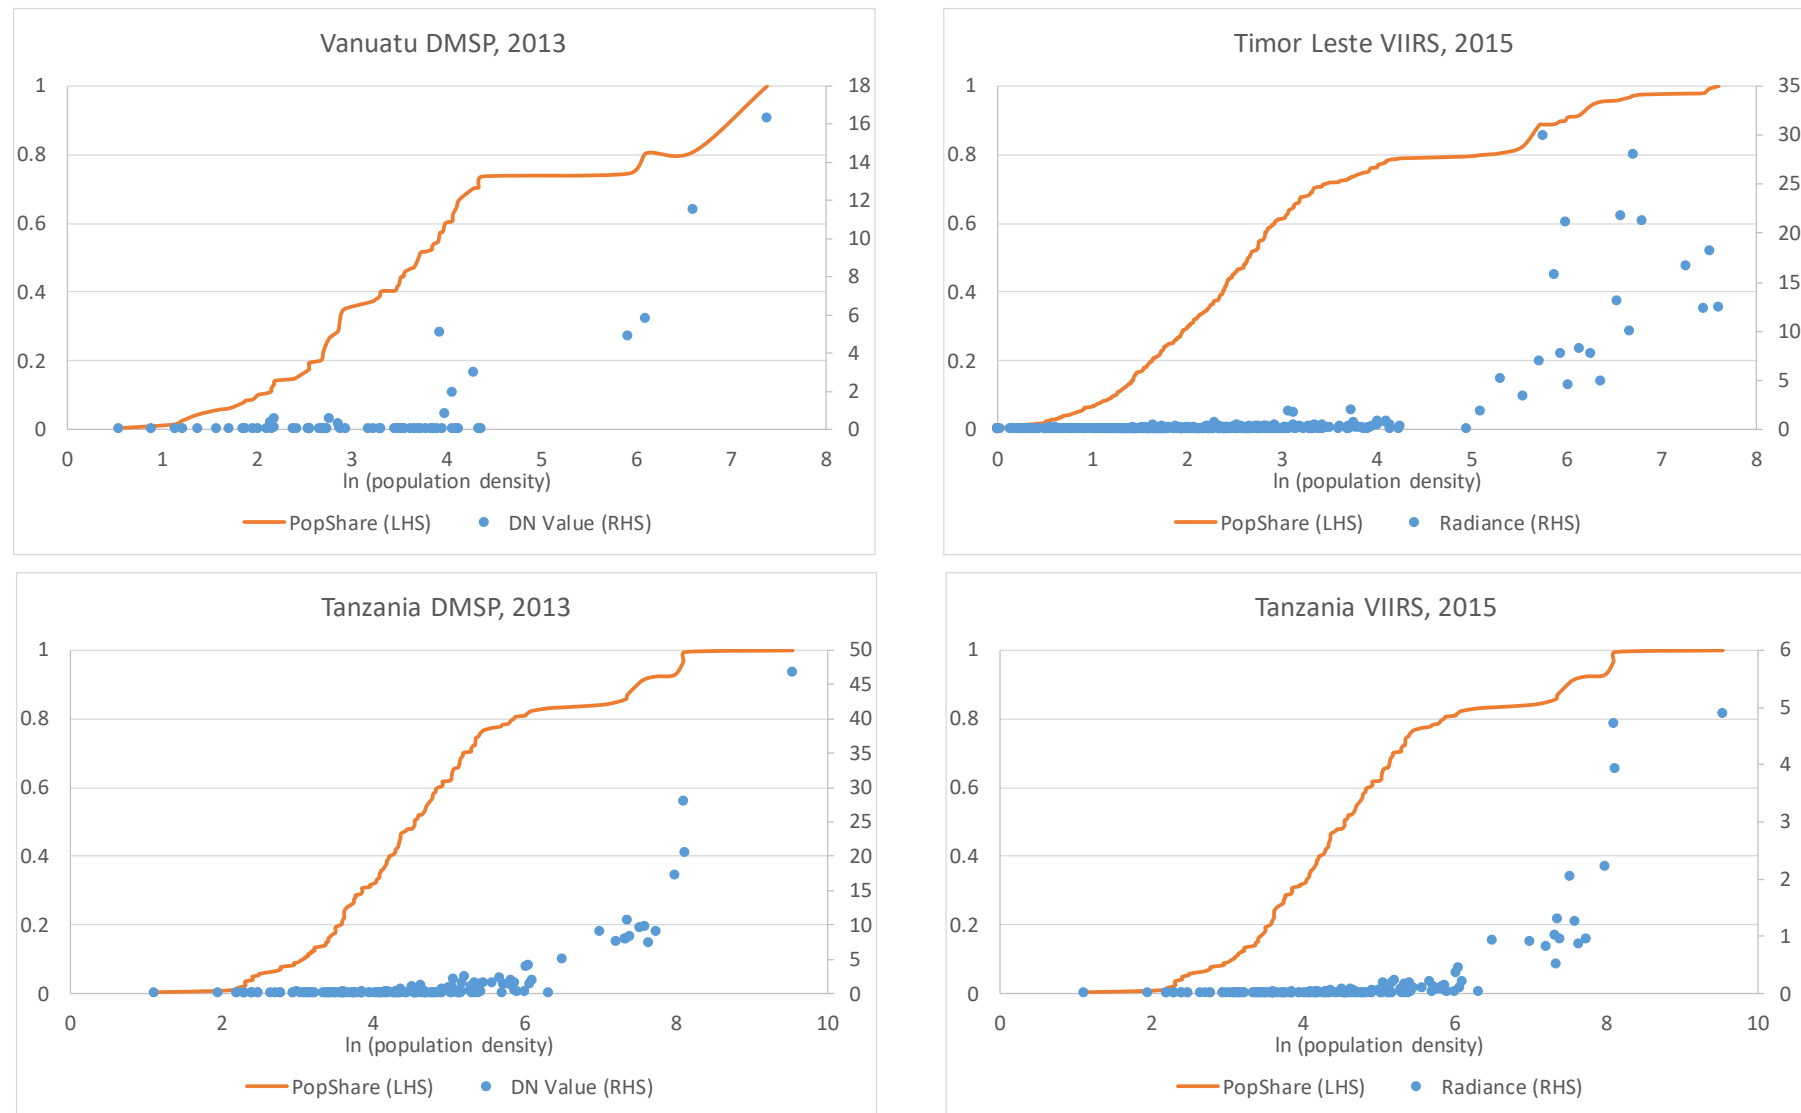 Vanuatu DMSP, 2013
1 18
16
0.8 14
12
0.6 10
0.4 8
6
0.2 4
2
0 0
0 1 2 3 4 5 6 7 8
ln (population density)
PopShare (LHS) DN Value (RHS)
Timor Leste VIIRS, 2015
1 35
30
0.8
25
0.6 20
0.4 15
10
0.2
5
0 0
0 1 2 3 4 5 6 7 8
ln (population density)
PopShare (LHS) Radiance (RHS)
Tanzania DMSP, 2013
1 50
45
0.8 40
35
0.6 30
25
0.4 20
15
0.2 10
5
0 0
0 2 4 6 8 10
ln (population density)
PopShare (LHS) DN Value (RHS)
Tanzania VIIRS, 2015
1 6
0.8 5
0.6 4
3
0.4 2
0.2 1
0 0
0 2 4 6 8 10
ln (population density)
PopShare (LHS) Radiance (RHS)